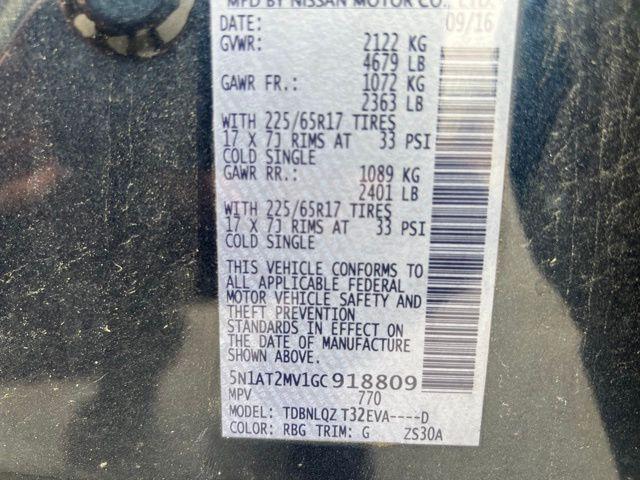 MFD BY NISSAN MOTOR CO., LTD.
DATE: 09/16
GVWR: 2122 KG
4679 LB
GAWR FR.: 1072 KG
2363 LB
WITH 225/65R17 TIRES
17 X 7J RIMS AT 33 PSI
COLD SINGLE
GAWR RR.: 1089 KG
2401 LB
WITH 225/65R17 TIRES
17 X 7J RIMS AT 33 PSI
COLD SINGLE
THIS VEHICLE CONFORMS TO
ALL APPLICABLE FEDERAL
MOTOR VEHICLE SAFETY AND
THEFT PREVENTION
STANDARDS IN EFFECT ON
THE DATE OF MANUFACTURE
SHOWN ABOVE.
5N1AT2MV1GC918809
MPV 770
MODEL: TDBNLQZ T32EVA----D
COLOR: RBG TRIM: G ZS30A